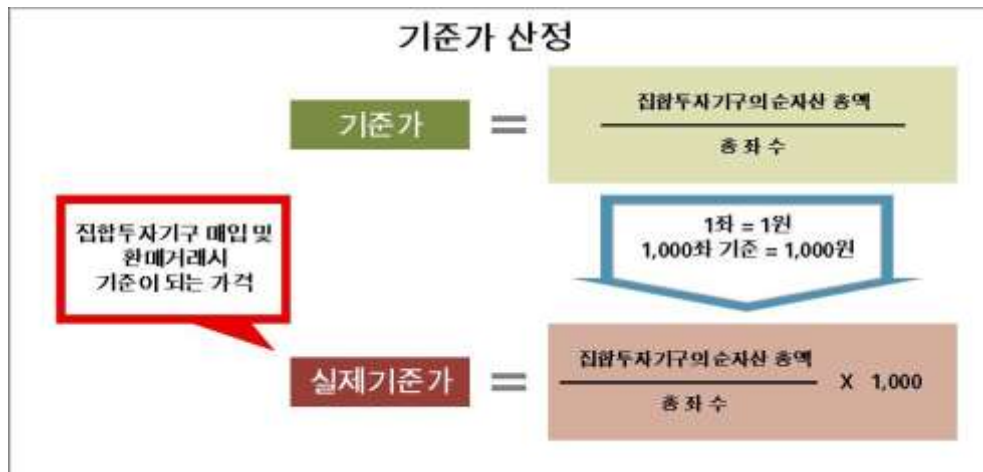 기준가 산정
기준가
=
집합투자기구의 순자산 총액
총 좌 수
집합투자기구 매입 및
환매거래시
기준이 되는 가격
1좌 = 1원
1,000좌 기준 = 1,000원
실제기준가
=
집합투자기구의 순자산 총액
총 좌 수
X 1,000